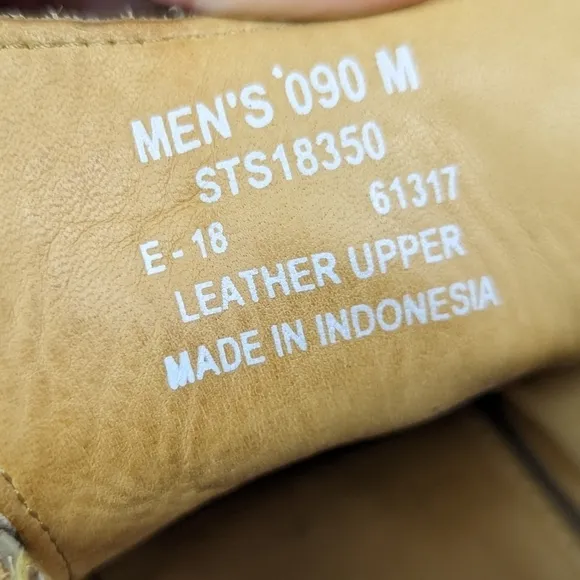 MEN'S '090 M
STS18350
E - 18 61317
LEATHER UPPER
MADE IN INDONESIA